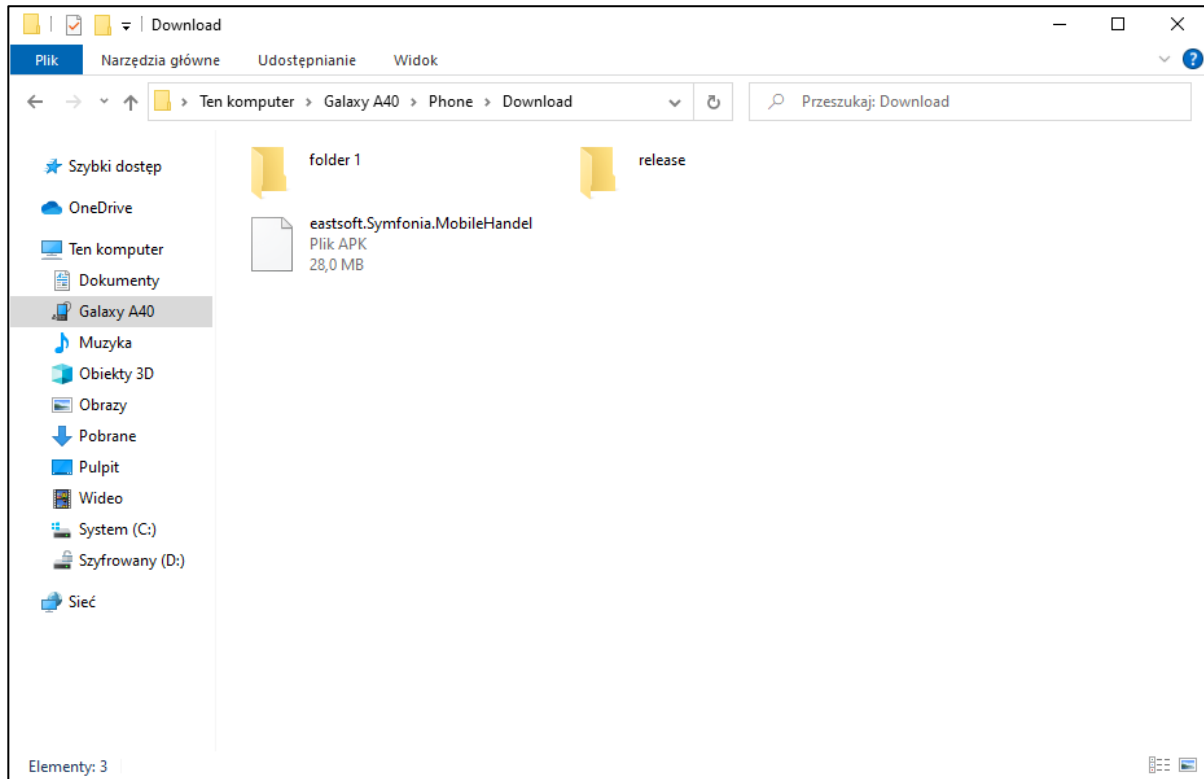 Download
Plik Narzędzia główne Udostępnianie Widok
Ten komputer > Galaxy A40 > Phone > Download
Przeszukaj: Download
Szybki dostęp
OneDrive
Ten komputer
Dokumenty
Galaxy A40
Muzyka
Obiekty 3D
Obrazy
Pobrane
Pulpit
Wideo
System (C:)
Szyfrowany (D:)
Sieć
folder 1
release
eastsoft.Symfonia.MobileHandel
Plik APK
28,0 MB
Elementy: 3